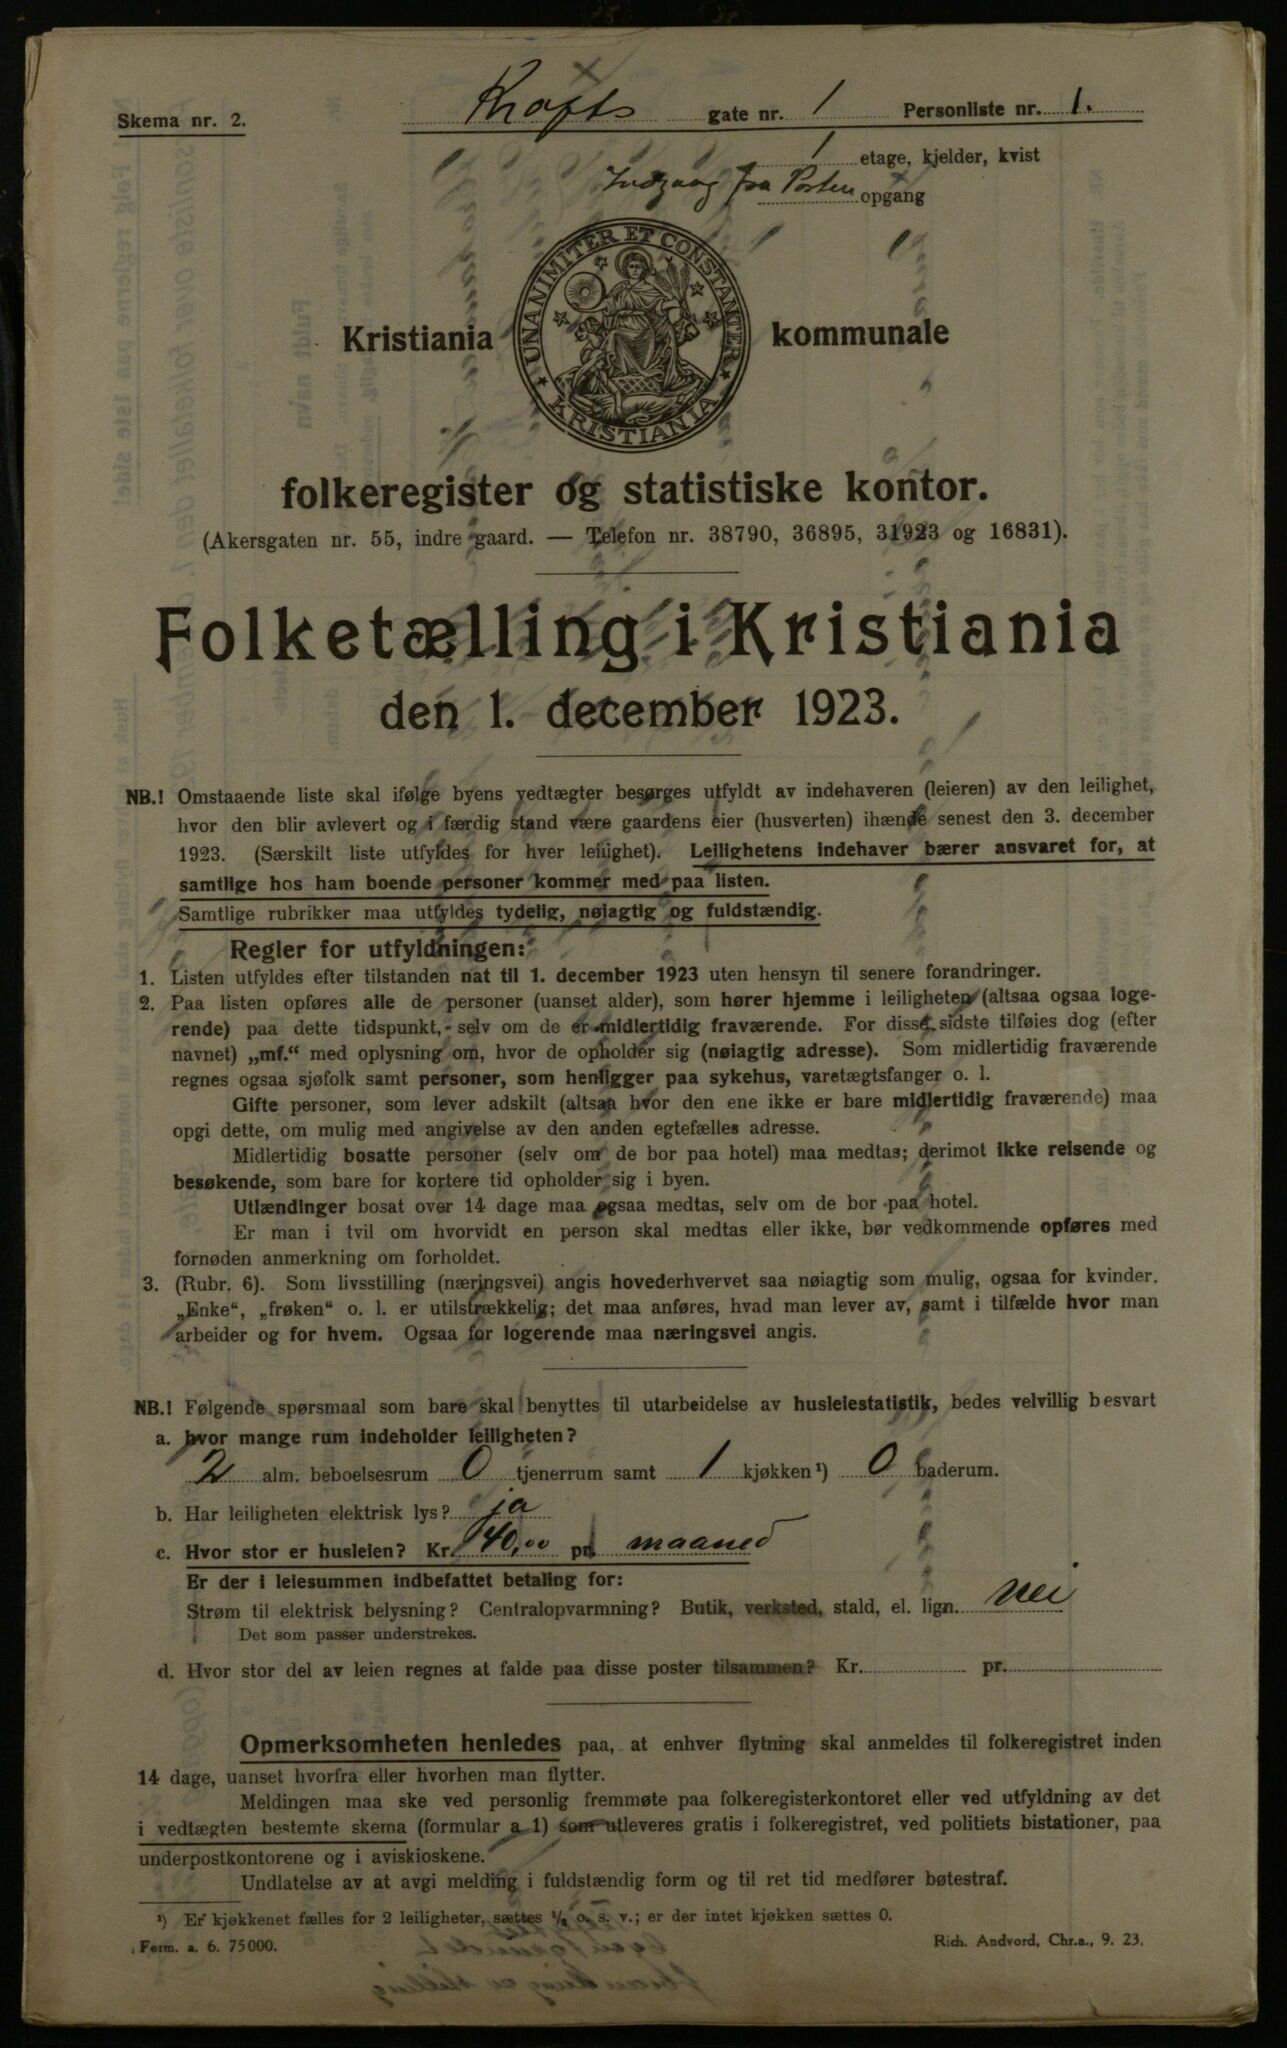 Skema nr. 2.
Krafts gate nr. 1 Personliste nr. 1.
1 etage, kjelder, kvist
Indgang fra Porten opgang
UNANIMITER ET CONSTANTER
KRISTIANIA
Kristiania kommunale
folkeregister og statistiske kontor.
(Akersgaten nr. 55, indre gaard. — Telefon nr. 38790, 36895, 31923 og 16831).
Folketælling i Kristiania
den 1. december 1923.
NB.! Omstaaende liste skal ifølge byens vedtægter besørges utfyldt av indehaveren (leieren) av den leilighet,
hvor den blir avlevert og i færdig stand være gaardens eier (husverten) ihænde senest den 3. december
1923. (Særskilt liste utfyldes for hver leilighet). Leilighetens indehaver bærer ansvaret for, at
samtlige hos ham boende personer kommer med paa listen.
Samtlige rubrikker maa utfyldes tydelig, nøiagtig og fuldstændig.
Regler for utfyldningen:
1. Listen utfyldes efter tilstanden nat til 1. december 1923 uten hensyn til senere forandringer.
2. Paa listen opføres alle de personer (uanset alder), som hører hjemme i leiligheten (altsaa ogsaa loge-
rende) paa dette tidspunkt, selv om de er midlertidig fraværende. For disse sidste tilføies dog (efter
navnet) „mf.“ med oplysning om, hvor de opholder sig (nøiagtig adresse). Som midlertidig fraværende
regnes ogsaa sjøfolk samt personer, som henligger paa sykehus, varetægtsfanger o. l.
Gifte personer, som lever adskilt (altsaa hvor den ene ikke er bare midlertidig fraværende) maa
opgi dette, om mulig med angivelse av den anden egtefælles adresse.
Midlertidig bosatte personer (selv om de bor paa hotel) maa medtas; derimot ikke reisende og
besøkende, som bare for kortere tid opholder sig i byen.
Utlændinger bosat over 14 dage maa ogsaa medtas, selv om de bor paa hotel.
Er man i tvil om hvorvidt en person skal medtas eller ikke, bør vedkommende opføres med
fornøden anmerkning om forholdet.
3. (Rubr. 6). Som livsstilling (næringsvei) angis hovederhvervet saa nøiagtig som mulig, ogsaa for kvinder.
„Enke“, „frøken“ o. l. er utilstrækkelig; det maa anføres, hvad man lever av, samt i tilfælde hvor man
arbeider og for hvem. Ogsaa for logerende maa næringsvei angis.
NB.! Følgende spørsmaal som bare skal benyttes til utarbeidelse av husleiestatistik, bedes velvillig besvart
a. hvor mange rum indeholder leiligheten?
2 alm. beboelsesrum 0 tjenerrum samt 1 kjøkken¹) 0 baderum.
b. Har leiligheten elektrisk lys? ja
c. Hvor stor er husleien? Kr. 40,00 pr. maaned
Er der i leiesummen indbefattet betaling for:
Strøm til elektrisk belysning? Centralopvarmning? Butik, verksted, stald, el. lign. nei
Det som passer understrekes.
d. Hvor stor del av leien regnes at falde paa disse poster tilsammen? Kr. pr.
Opmerksomheten henledes paa, at enhver flytning skal anmeldes til folkeregistret inden
14 dage, uanset hvorfra eller hvorhen man flytter.
Meldingen maa ske ved personlig fremmøte paa folkeregisterkontoret eller ved utfyldning av det
i vedtægten bestemte skema (formular a 1) som utleveres gratis i folkeregistret, ved politiets bistationer, paa
underpostkontorene og i aviskioskene.
Undlatelse av at avgi melding i fuldstændig form og til ret tid medfører bøtestraf.
¹) Er kjøkkenet fælles for 2 leiligheter, sættes ½ o. s. v.; er der intet kjøkken sættes 0.
Form. a. 6. 75000. Rich. Andvord, Chr.a., 9. 23.